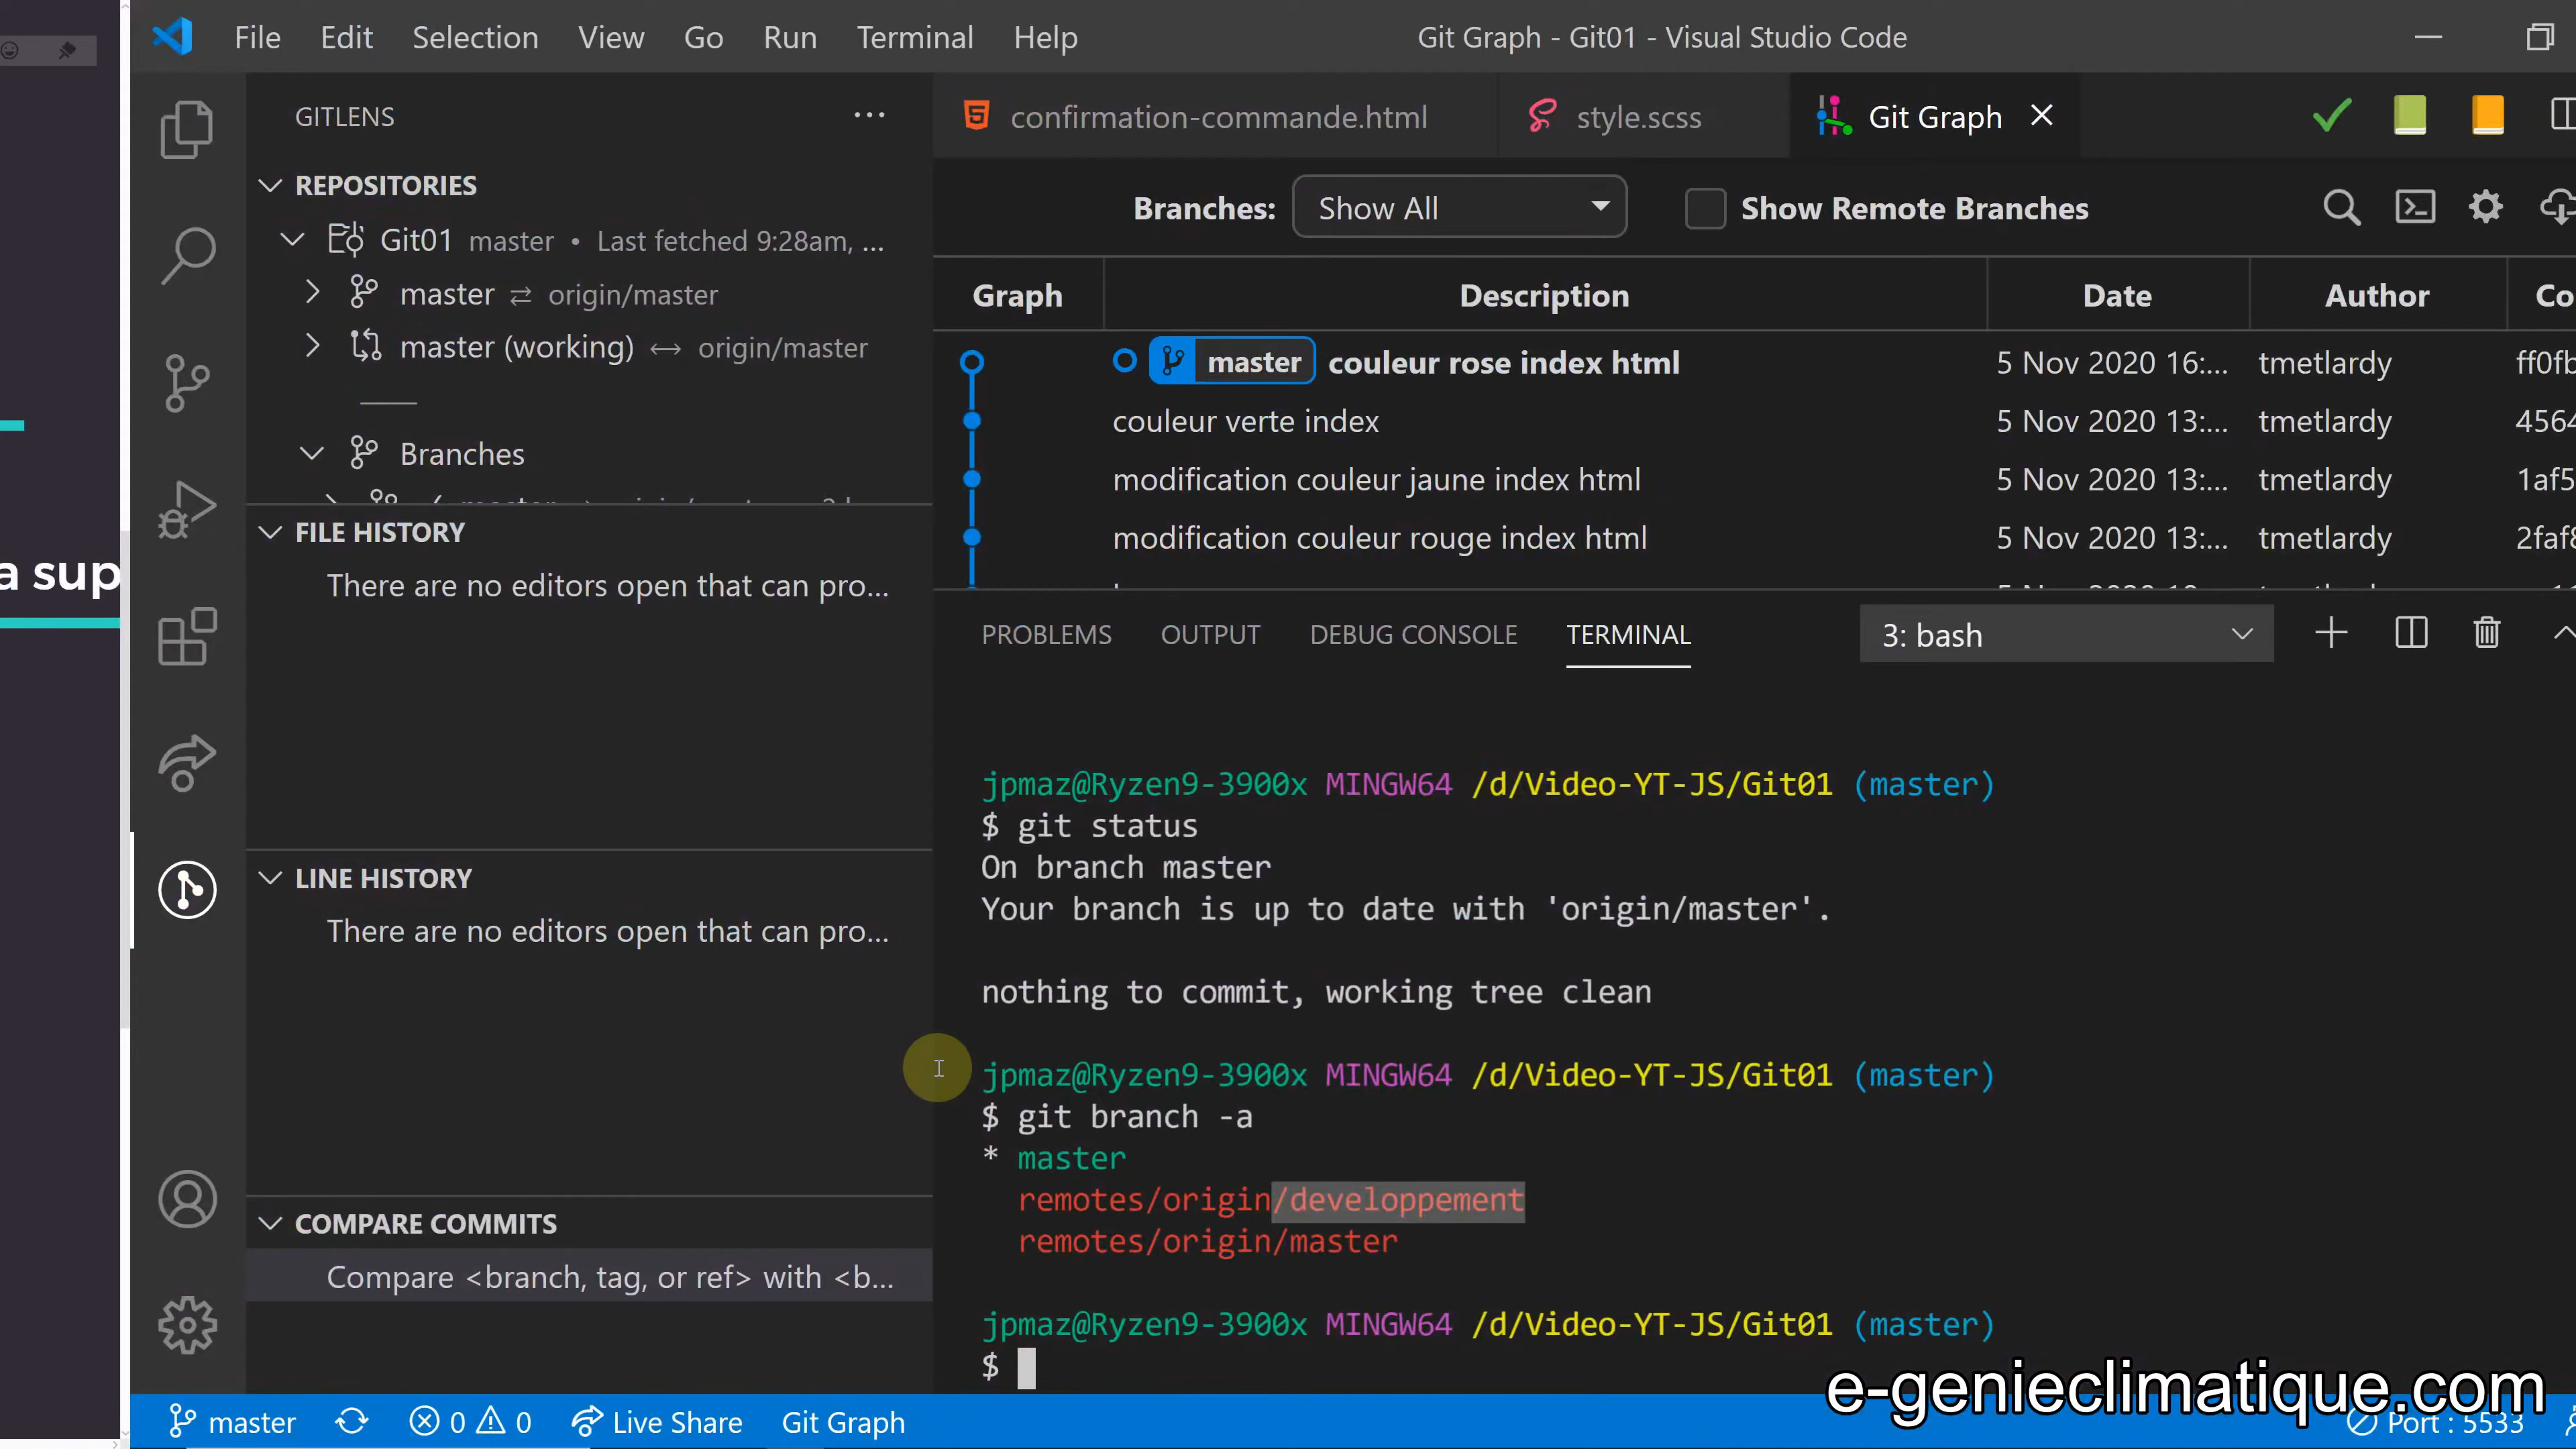 File Edit Selection View Go Run Terminal Help
Git Graph - Git01 - Visual Studio Code
a sup
GITLENS
REPOSITORIES
Git01 master • Last fetched 9:28am, ...
master ⇄ origin/master
master (working) ↔ origin/master
Branches
FILE HISTORY
There are no editors open that can pro...
LINE HISTORY
There are no editors open that can pro...
COMPARE COMMITS
Compare <branch, tag, or ref> with <b...
confirmation-commande.html
style.scss
Git Graph
Branches: Show All
Show Remote Branches
Graph Description Date Author Co
master couleur rose index html 5 Nov 2020 16:... tmetlardy ff0fb
couleur verte index 5 Nov 2020 13:... tmetlardy 4564
modification couleur jaune index html 5 Nov 2020 13:... tmetlardy 1af5
modification couleur rouge index html 5 Nov 2020 13:... tmetlardy 2faf8
PROBLEMS OUTPUT DEBUG CONSOLE TERMINAL
3: bash
jpmaz@Ryzen9-3900x MINGW64 /d/Video-YT-JS/Git01 (master)
$ git status
On branch master
Your branch is up to date with 'origin/master'.
nothing to commit, working tree clean
jpmaz@Ryzen9-3900x MINGW64 /d/Video-YT-JS/Git01 (master)
$ git branch -a
* master
remotes/origin/developpement
remotes/origin/master
jpmaz@Ryzen9-3900x MINGW64 /d/Video-YT-JS/Git01 (master)
$
e-genieclimatique.com
master 0 0 Live Share Git Graph
Port : 5533